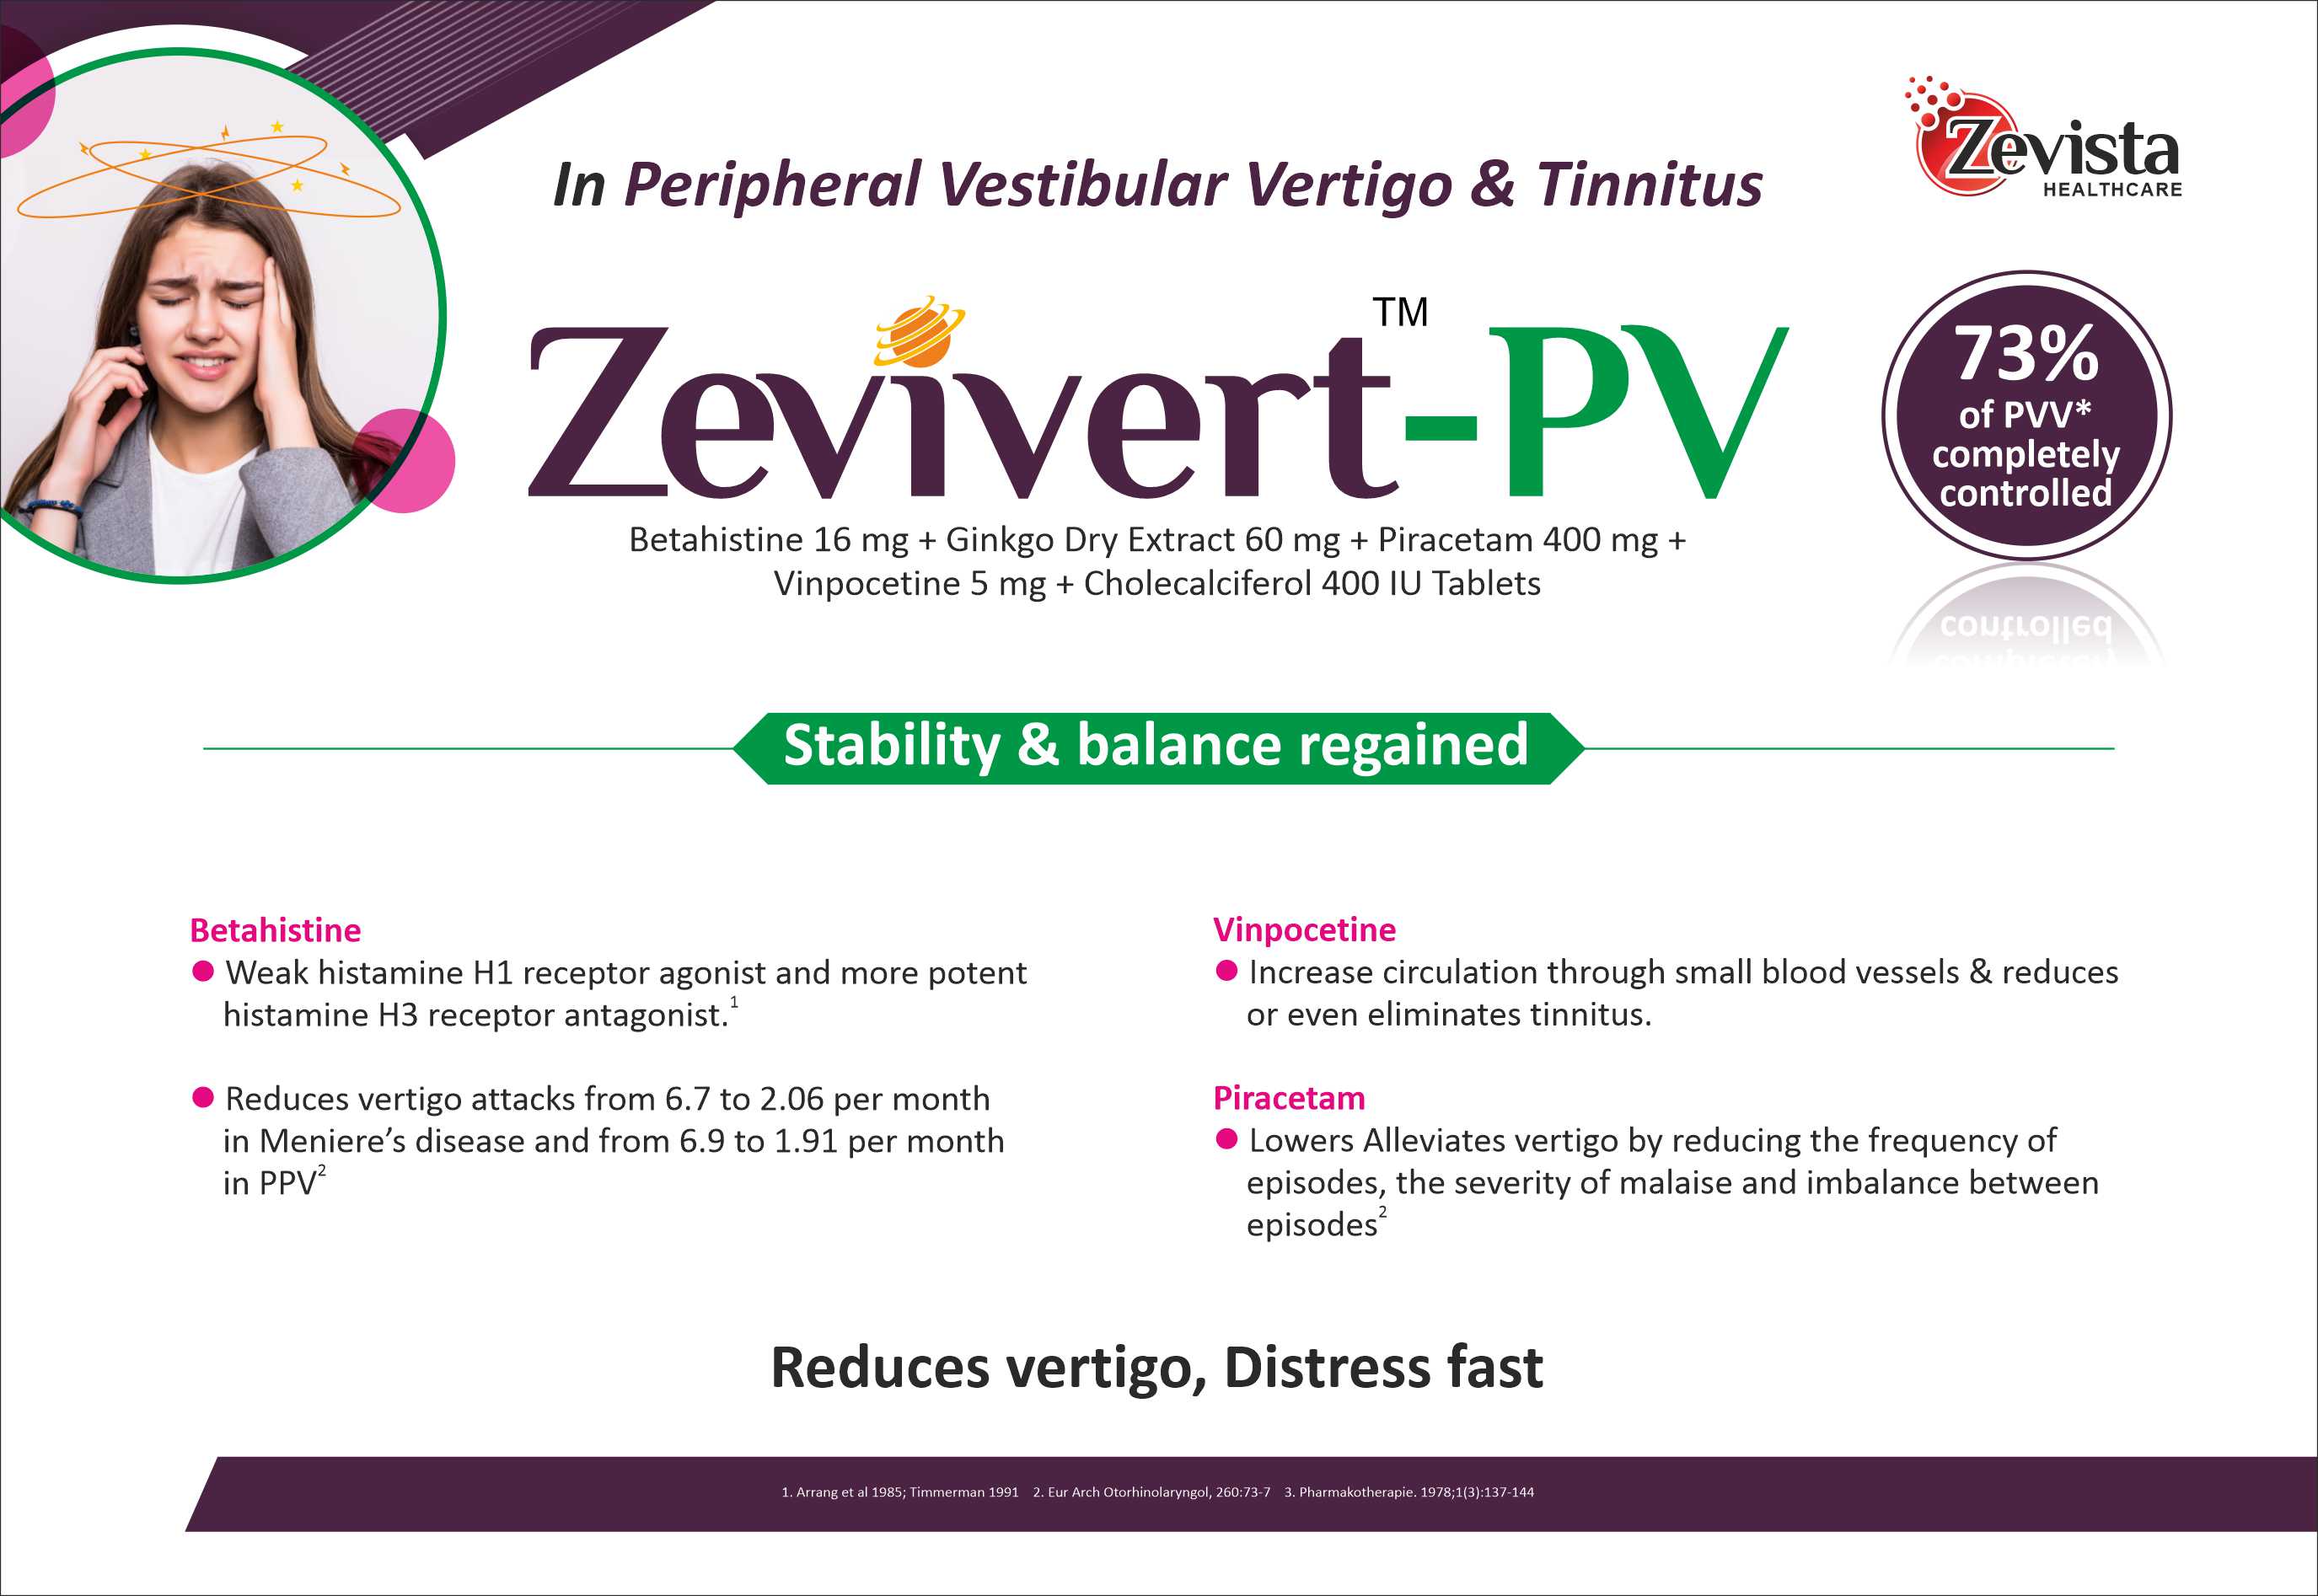 In Peripheral Vestibular Vertigo & Tinnitus
Zevista
HEALTHCARE
Zevivert™-PV
Betahistine 16 mg + Ginkgo Dry Extract 60 mg + Piracetam 400 mg +
Vinpocetine 5 mg + Cholecalciferol 400 IU Tablets
73%
of PVV*
completely
controlled
Stability & balance regained
Betahistine
● Weak histamine H1 receptor agonist and more potent
histamine H3 receptor antagonist.¹
● Reduces vertigo attacks from 6.7 to 2.06 per month
in Meniere’s disease and from 6.9 to 1.91 per month
in PPV²
Vinpocetine
● Increase circulation through small blood vessels & reduces
or even eliminates tinnitus.
Piracetam
● Lowers Alleviates vertigo by reducing the frequency of
episodes, the severity of malaise and imbalance between
episodes²
Reduces vertigo, Distress fast
1. Arrang et al 1985; Timmerman 1991 2. Eur Arch Otorhinolaryngol, 260:73-7 3. Pharmakotherapie. 1978;1(3):137-144